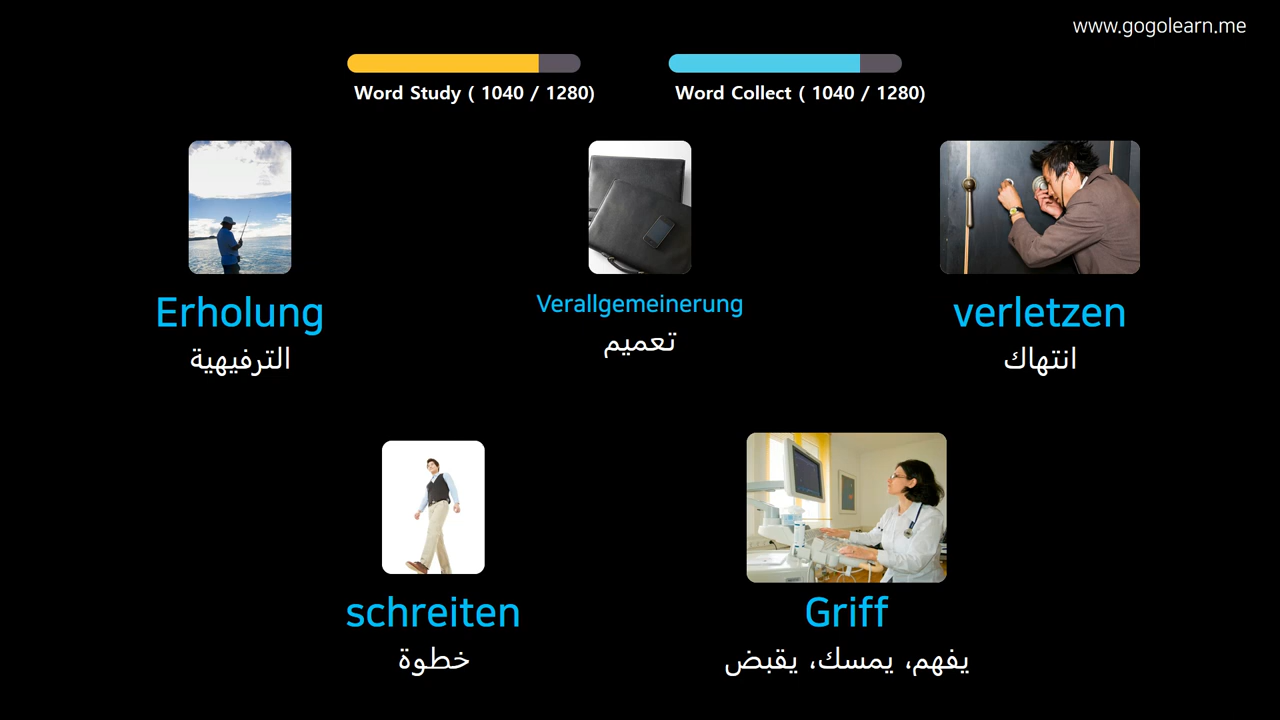 www.gogolearn.me
Word Study ( 1040 / 1280)
Word Collect ( 1040 / 1280)
Erholung
الترفيهية
Verallgemeinerung
تعميم
verletzen
انتهاك
schreiten
خطوة
Griff
يفهم، يمسك، يقبض